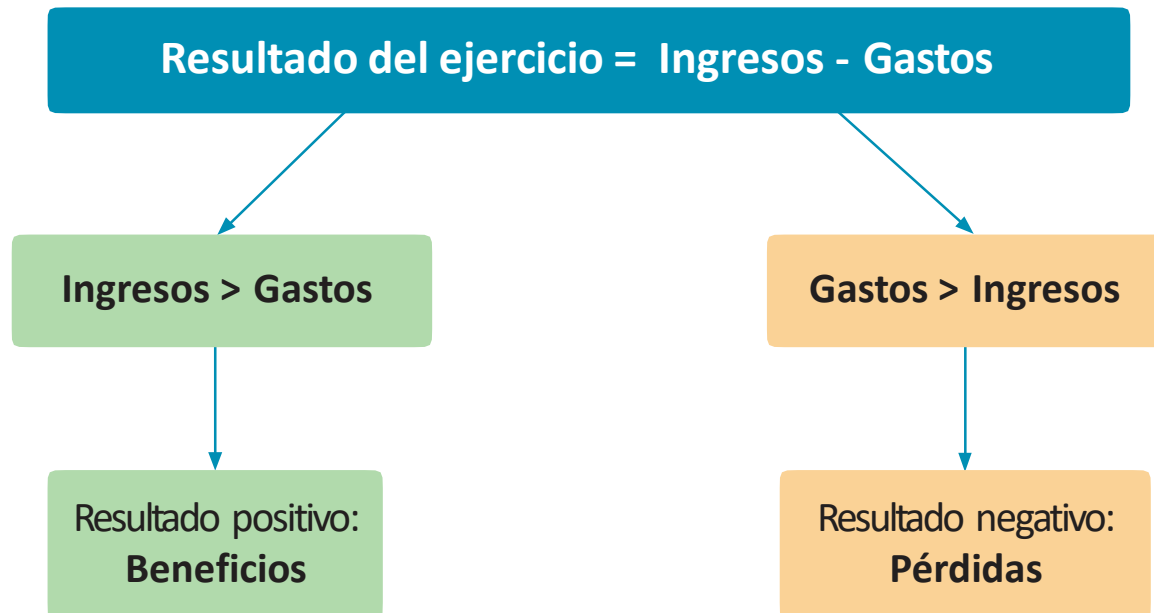 Resultado del ejercicio = Ingresos - Gastos
Ingresos > Gastos
Gastos > Ingresos
Resultado positivo:
Beneficios
Resultado negativo:
Pérdidas